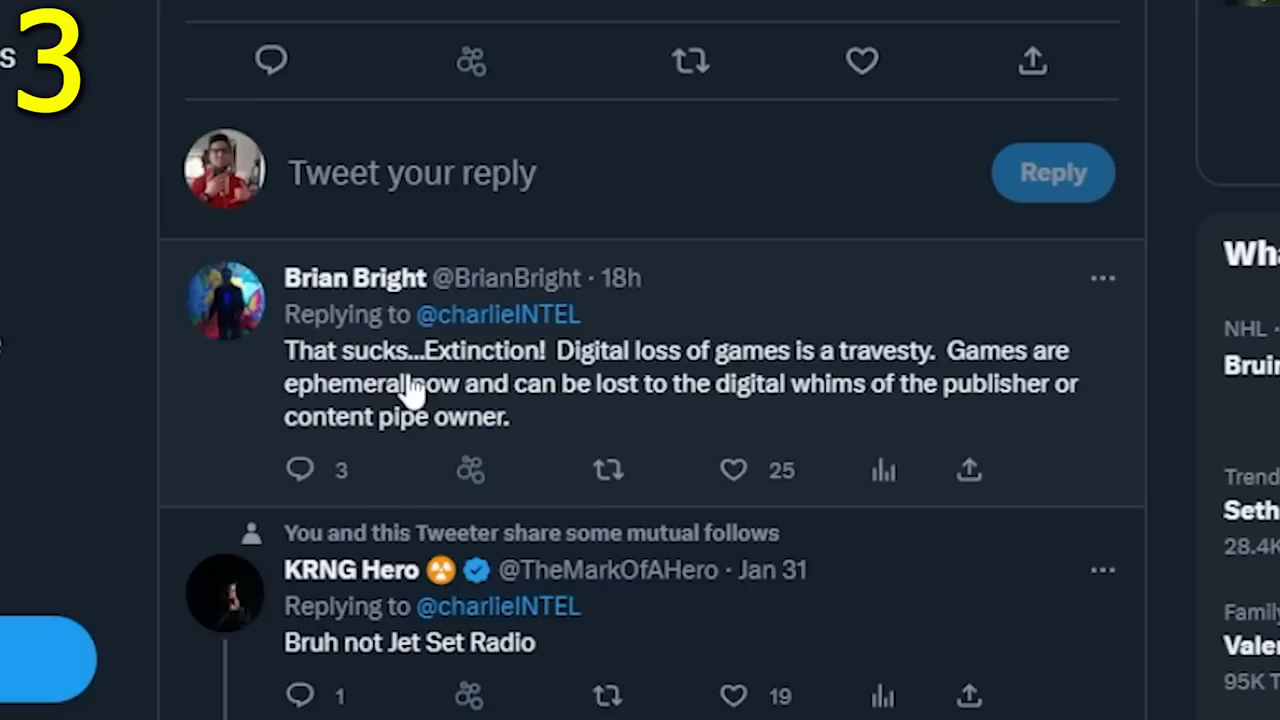 s
3
Tweet your reply
Reply
Brian Bright @BrianBright · 18h
Replying to @charlieINTEL
That sucks...Extinction!  Digital loss of games is a travesty.  Games are
ephemeral now and can be lost to the digital whims of the publisher or
content pipe owner.
3
25
You and this Tweeter share some mutual follows
KRNG Hero @TheMarkOfAHero · Jan 31
Replying to @charlieINTEL
Bruh not Jet Set Radio
1
19
Wha
NHL ·
Bruin
Trend
Seth
28.4K
Family
Valer
95K T